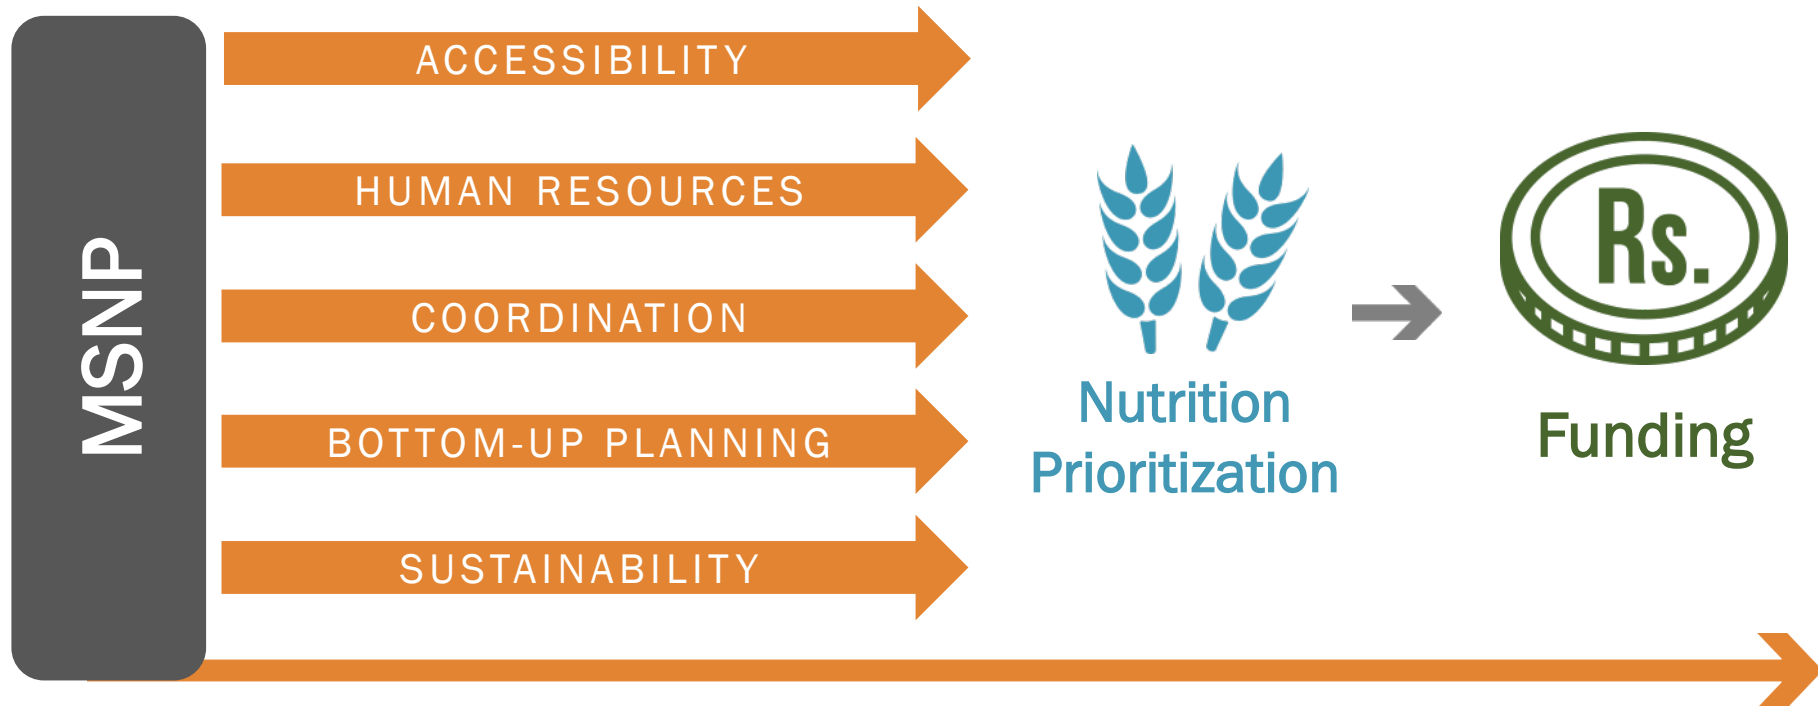 MSNP
ACCESSIBILITY
HUMAN RESOURCES
COORDINATION
BOTTOM-UP PLANNING
SUSTAINABILITY
Nutrition
Prioritization
Rs.
Funding